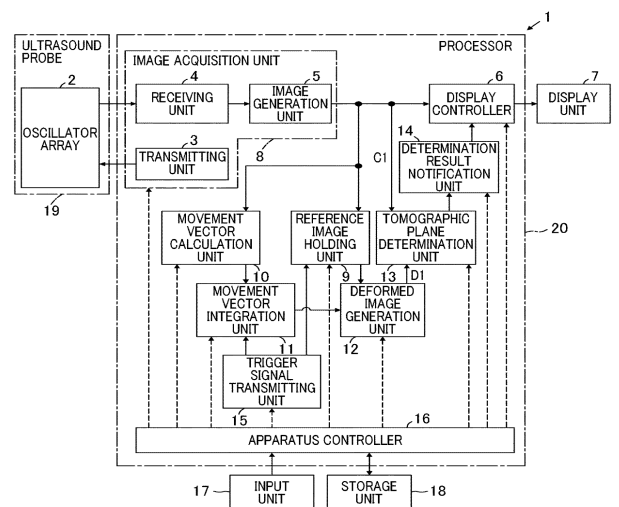 1
ULTRASOUND
PROBE
PROCESSOR
IMAGE ACQUISITION UNIT
2
4
5
6
7
OSCILLATOR
ARRAY
RECEIVING
UNIT
IMAGE
GENERATION
UNIT
DISPLAY
CONTROLLER
DISPLAY
UNIT
3
TRANSMITTING
UNIT
8
C1
14
DETERMINATION
RESULT
NOTIFICATION
UNIT
19
MOVEMENT
VECTOR
CALCULATION
UNIT
REFERENCE
IMAGE
HOLDING
UNIT
TOMOGRAPHIC
PLANE
DETERMINATION
UNIT
20
10
9
13
D1
MOVEMENT
VECTOR
INTEGRATION
UNIT
DEFORMED
IMAGE
GENERATION
UNIT
11
12
TRIGGER
SIGNAL
TRANSMITTING
UNIT
15
16
APPARATUS CONTROLLER
17
INPUT
UNIT
STORAGE
UNIT
18